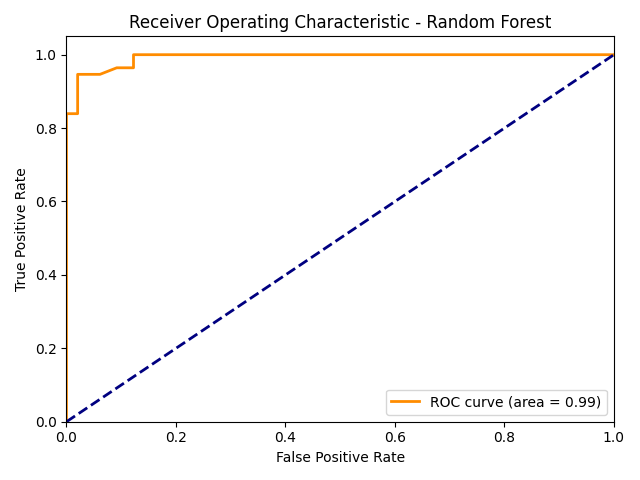 Receiver Operating Characteristic - Random Forest
1.0
0.8
0.6
0.4
0.2
0.0
True Positive Rate
ROC curve (area = 0.99)
0.0 0.2 0.4 0.6 0.8 1.0
False Positive Rate